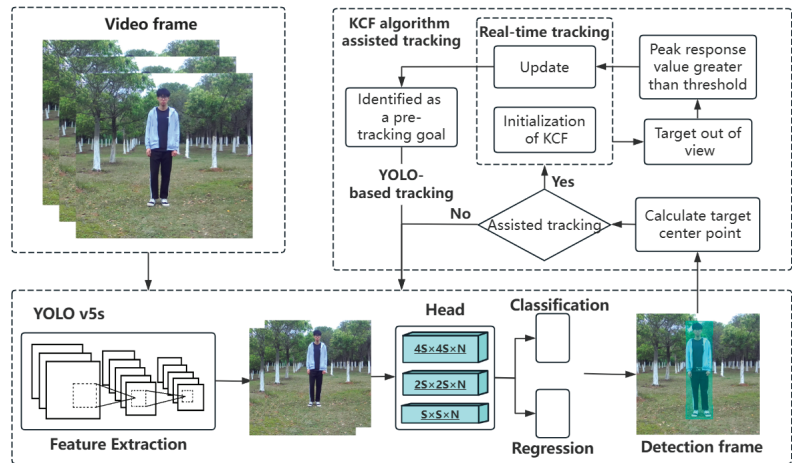 Video frame
KCF algorithm
assisted tracking
Real-time tracking
Update
Peak response
value greater
than threshold
Identified as
a pre-
tracking goal
Initialization
of KCF
Target out of
view
YOLO-
based tracking
Yes
No
Assisted tracking
Calculate target
center point
YOLO v5s
Head
Classification
4S×4S×N
2S×2S×N
S×S×N
Feature Extraction
Regression
Detection frame